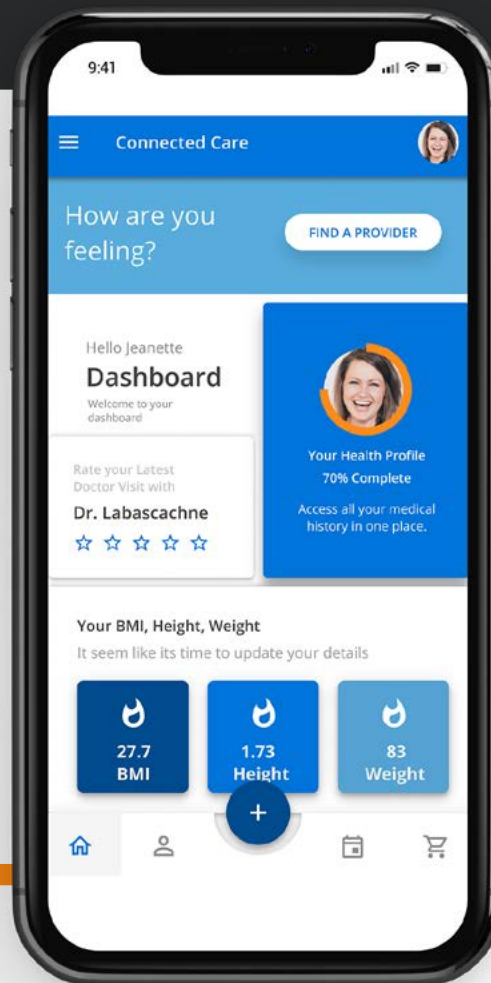 9:41
Connected Care
How are you
feeling?
FIND A PROVIDER
Hello Jeanette
Dashboard
Welcome to your
dashboard
Rate your Latest
Doctor Visit with
Dr. Labascachne
Your Health Profile
70% Complete
Access all your medical
history in one place.
Your BMI, Height, Weight
It seem like its time to update your details
27.7
BMI
1.73
Height
83
Weight
+